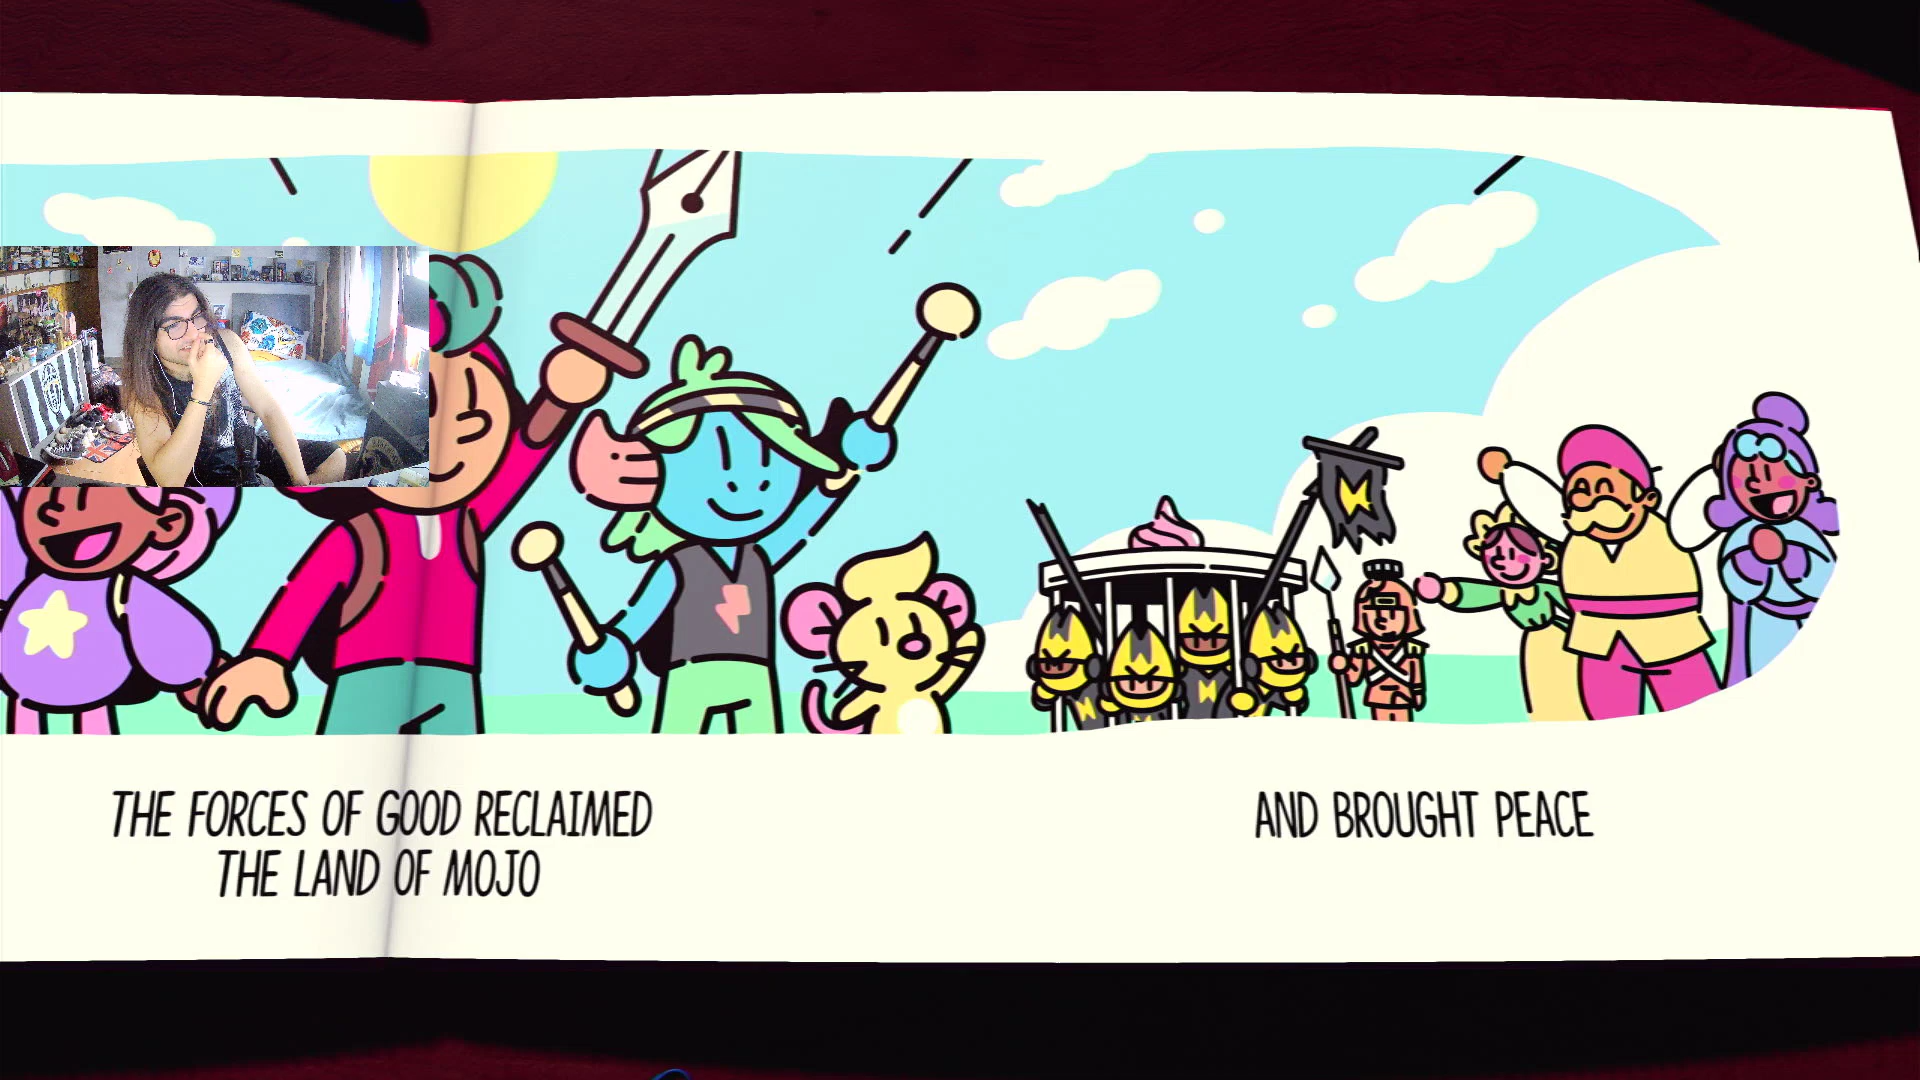 THE FORCES OF GOOD RECLAIMED
THE LAND OF MOJO
AND BROUGHT PEACE